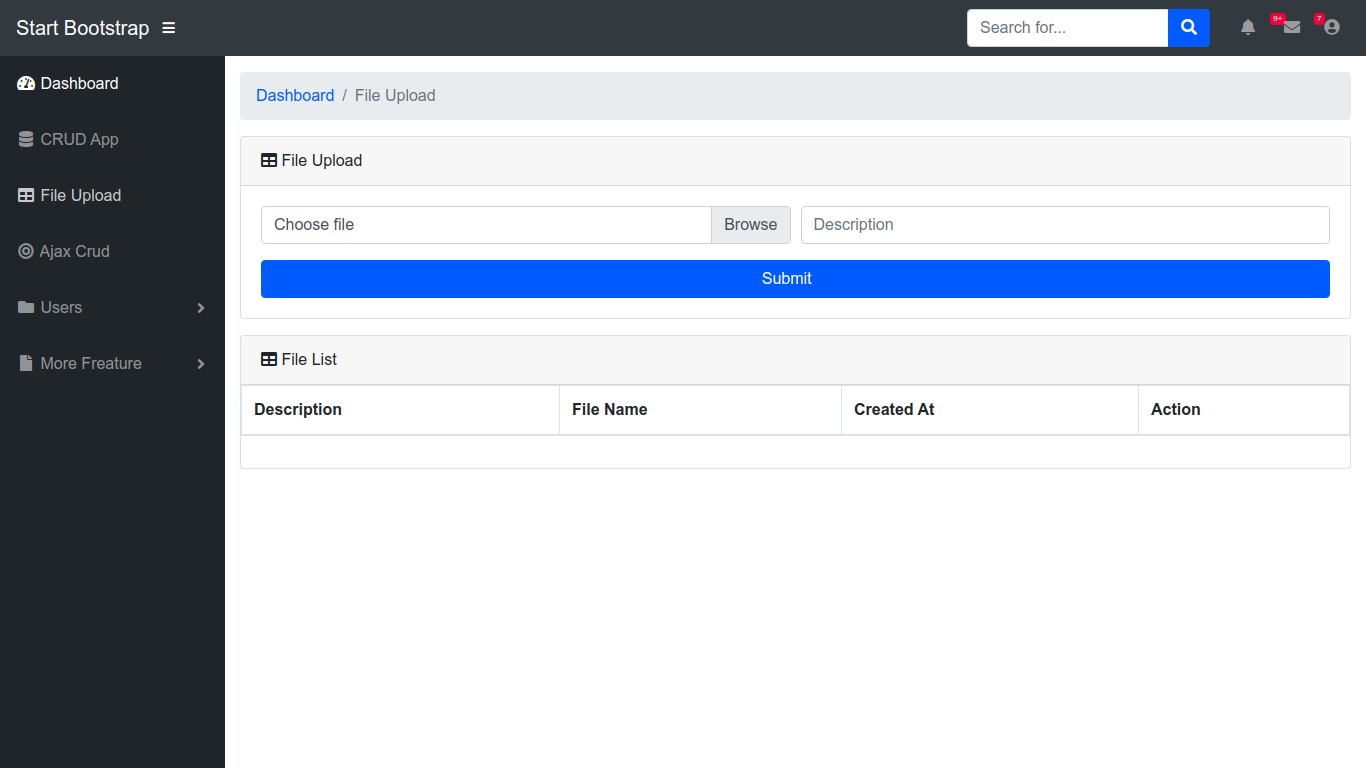 Start Bootstrap
Search for...
9+
7
Dashboard
CRUD App
File Upload
Ajax Crud
Users
More Freature
Dashboard / File Upload
File Upload
Choose file Browse Description
Submit
File List
Description File Name Created At Action